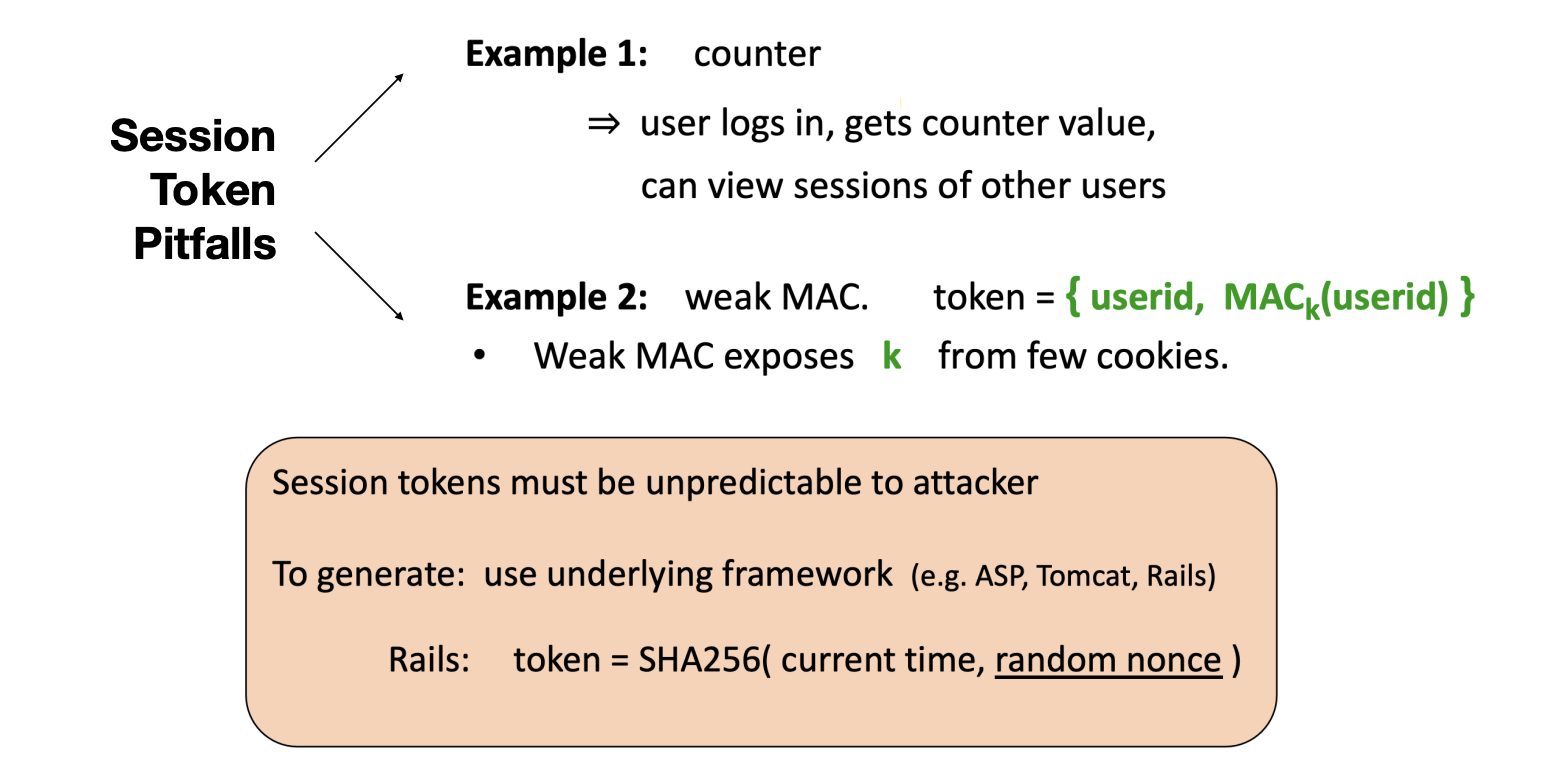 Session
Token
Pitfalls
Example 1: counter
⇒ user logs in, gets counter value,
can view sessions of other users
Example 2: weak MAC. token = { userid, MACk(userid) }
• Weak MAC exposes k from few cookies.
Session tokens must be unpredictable to attacker
To generate: use underlying framework (e.g. ASP, Tomcat, Rails)
Rails: token = SHA256( current time, random nonce )